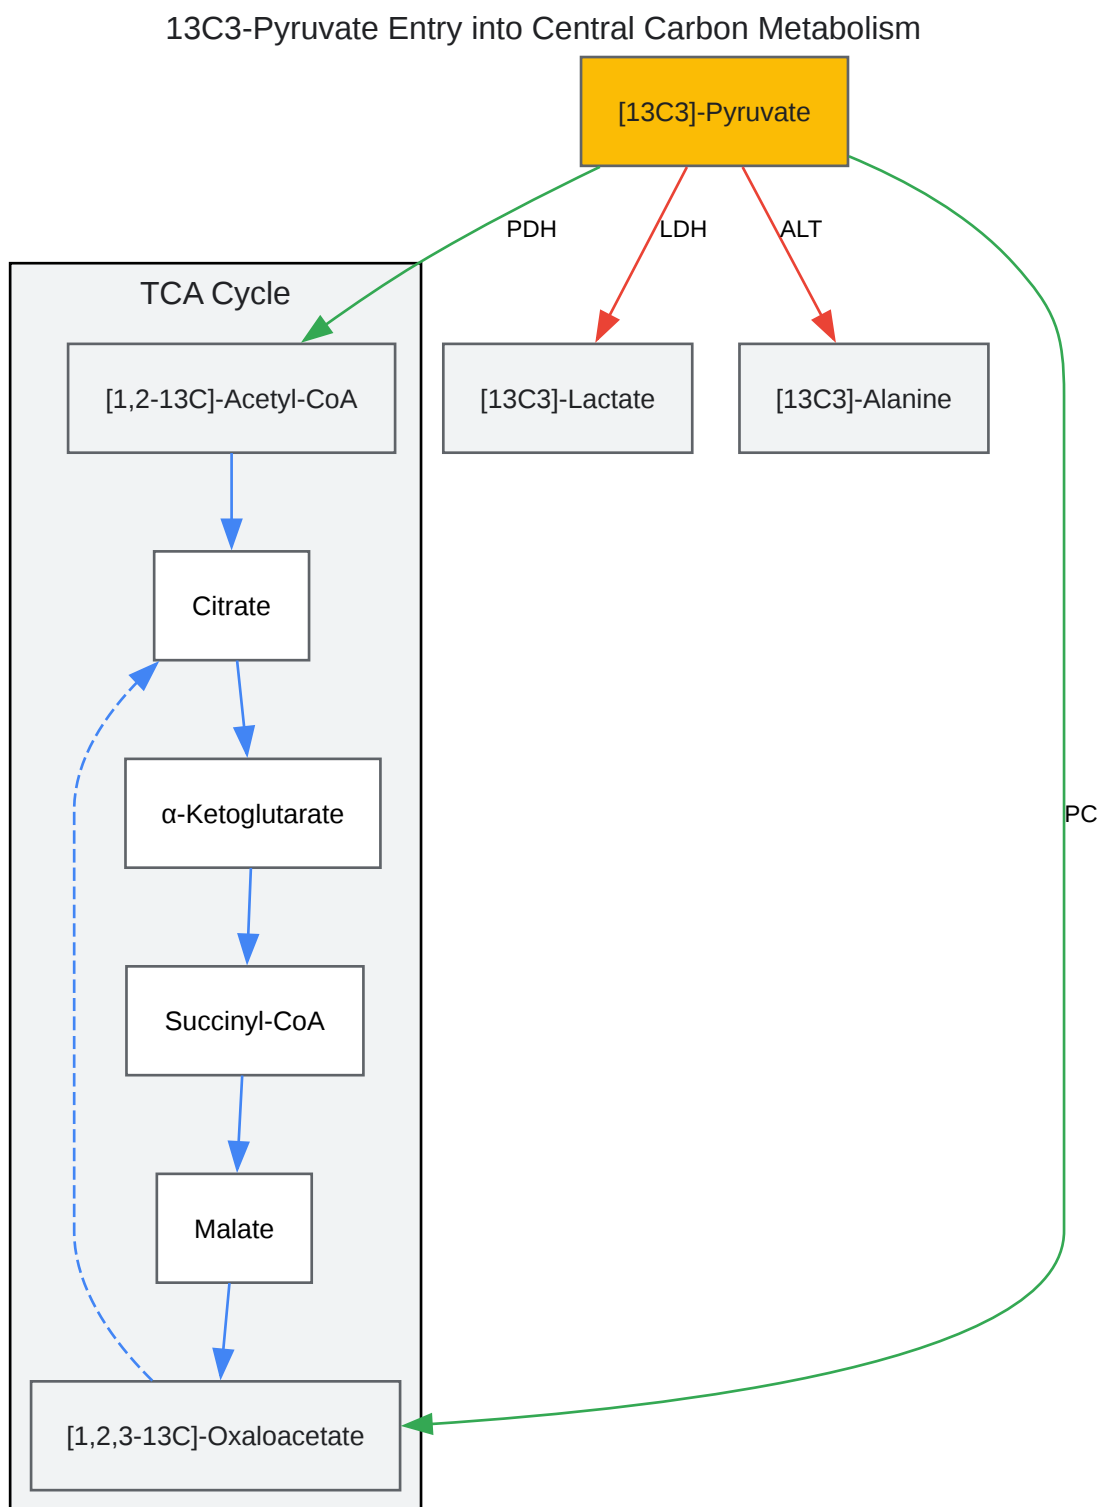 13C3-Pyruvate Entry into Central Carbon Metabolism
[13C3]-Pyruvate
PDH
LDH
ALT
TCA Cycle
[1,2-13C]-Acetyl-CoA
[13C3]-Lactate
[13C3]-Alanine
Citrate
α-Ketoglutarate
PC
Succinyl-CoA
Malate
[1,2,3-13C]-Oxaloacetate